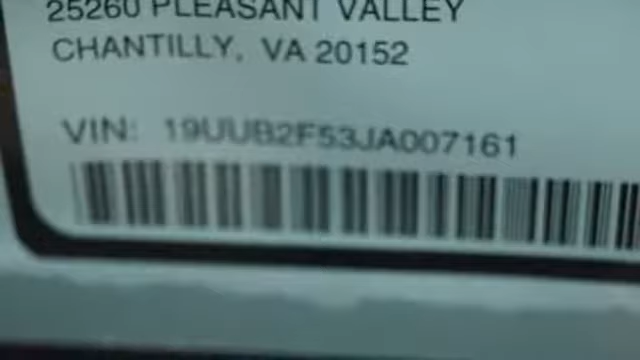 25260 PLEASANT VALLEY
CHANTILLY, VA 20152
VIN: 19UUB2F53JA007161